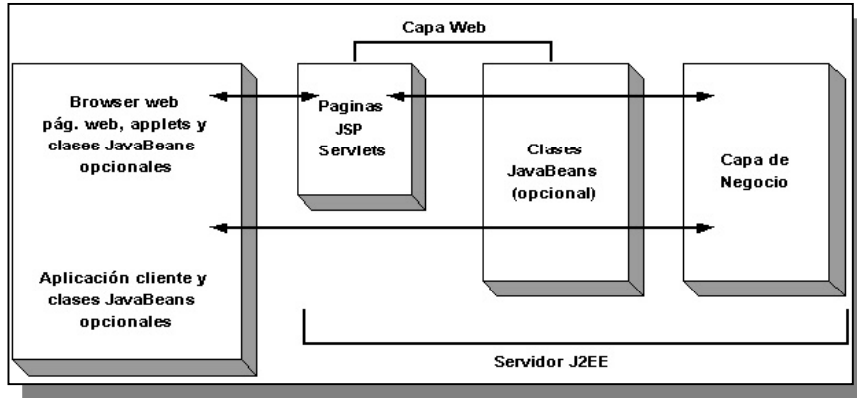 Capa Web
Browser web
pág. web, applets y
clases JavaBeans
opcionales
Aplicación cliente y
clases JavaBeans
opcionales
Paginas
JSP
Servlets
Clases
JavaBeans
(opcional)
Capa de
Negocio
Servidor J2EE